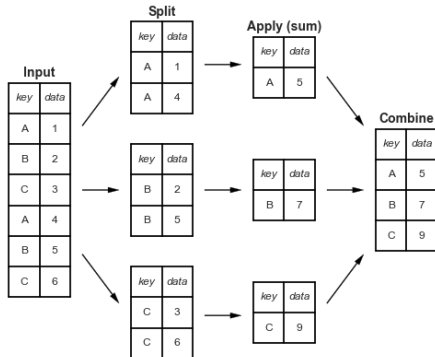 Input
key data
A 1
B 2
C 3
A 4
B 5
C 6
Split
key data
A 1
A 4
key data
B 2
B 5
key data
C 3
C 6
Apply (sum)
key data
A 5
key data
B 7
key data
C 9
Combine
key data
A 5
B 7
C 9